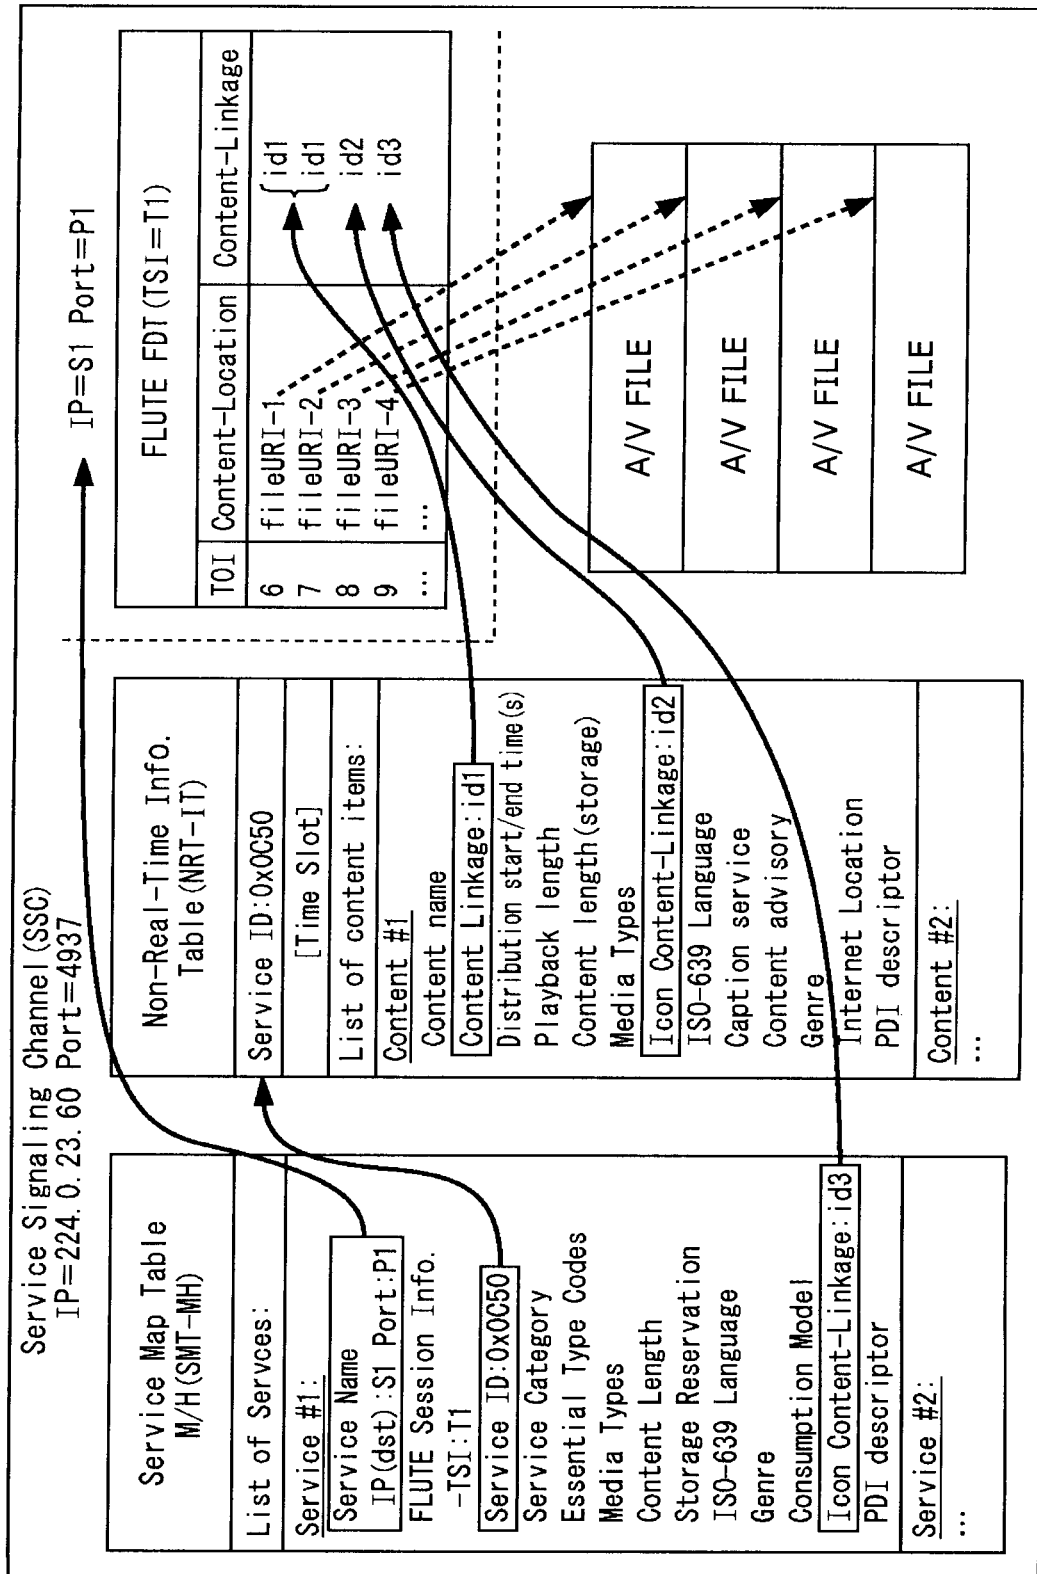 Service Signaling Channel(SSC)
IP=224.0.23.60 Port=4937
Service Map Table
M/H(SMT-MH)
List of Servces:
Service #1:
Service Name
IP(dst):S1 Port:P1
FLUTE Session Info.
-TSI:T1
Service ID:0x0C50
Service Category
Essential Type Codes
Media Types
Content Length
Storage Reservation
ISO-639 Language
Genre
Consumption Model
Icon Content-Linkage:id3
PDI descriptor
Service #2:
...
Non-Real-Time Info.
Table(NRT-IT)
Service ID:0x0C50
[Time Slot]
List of content items:
Content #1
Content name
Content Linkage:id1
Distribution start/end time(s)
Playback length
Content length(storage)
Media Types
Icon Content-Linkage:id2
ISO-639 Language
Caption service
Content advisory
Genre
Internet Location
PDI descriptor
Content #2:
...
IP=S1 Port=P1
FLUTE FDT(TSI=T1)
TOI Content-Location Content-Linkage
6 fileURI-1 id1
7 fileURI-2 id1
8 fileURI-3 id2
9 fileURI-4 id3
... ...
A/V FILE
A/V FILE
A/V FILE
A/V FILE